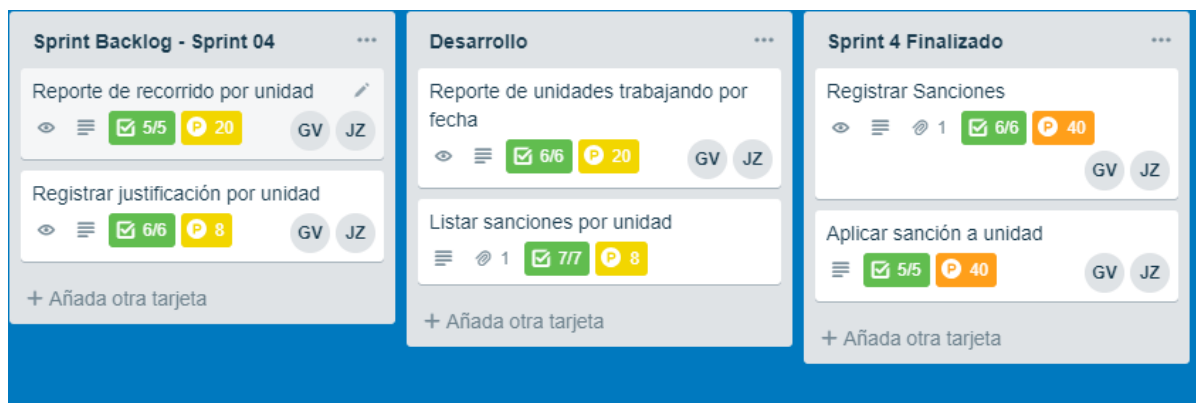 Sprint Backlog - Sprint 04
Reporte de recorrido por unidad
5/5 P 20 GV JZ
Registrar justificación por unidad
6/6 P 8 GV JZ
+ Añada otra tarjeta
Desarrollo
Reporte de unidades trabajando por
fecha
6/6 P 20 GV JZ
Listar sanciones por unidad
1 7/7 P 8
+ Añada otra tarjeta
Sprint 4 Finalizado
Registrar Sanciones
1 6/6 P 40
GV JZ
Aplicar sanción a unidad
5/5 P 40 GV JZ
+ Añada otra tarjeta